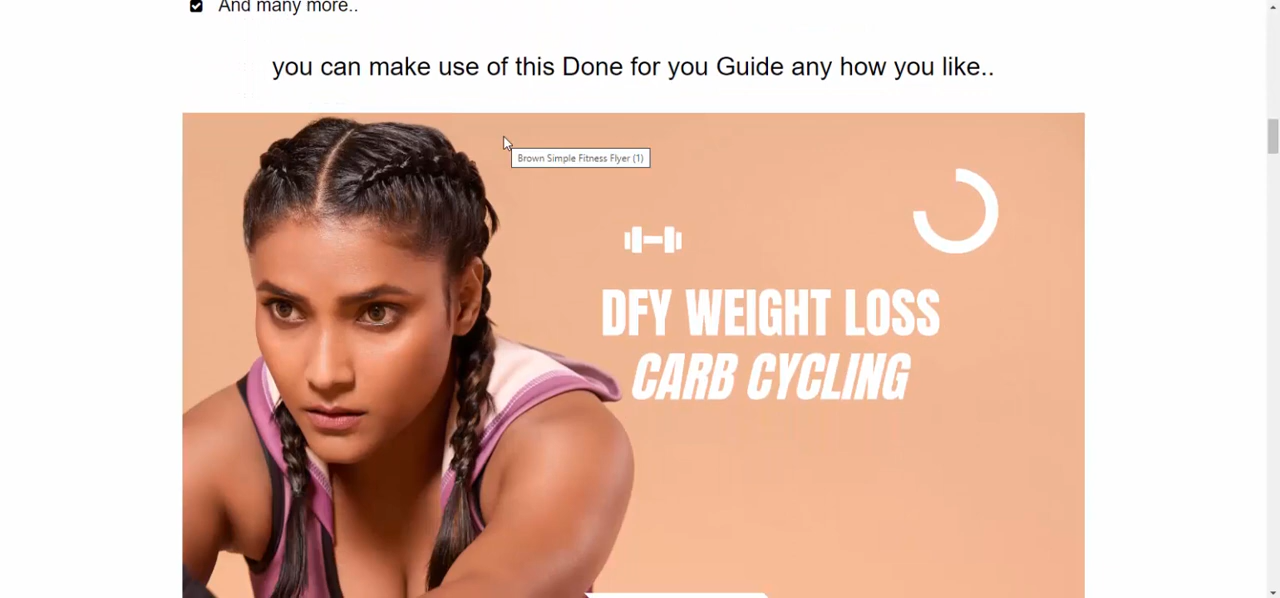 And many more..
you can make use of this Done for you Guide any how you like..
Brown Simple Fitness Flyer (1)
DFY WEIGHT LOSS
CARB CYCLING